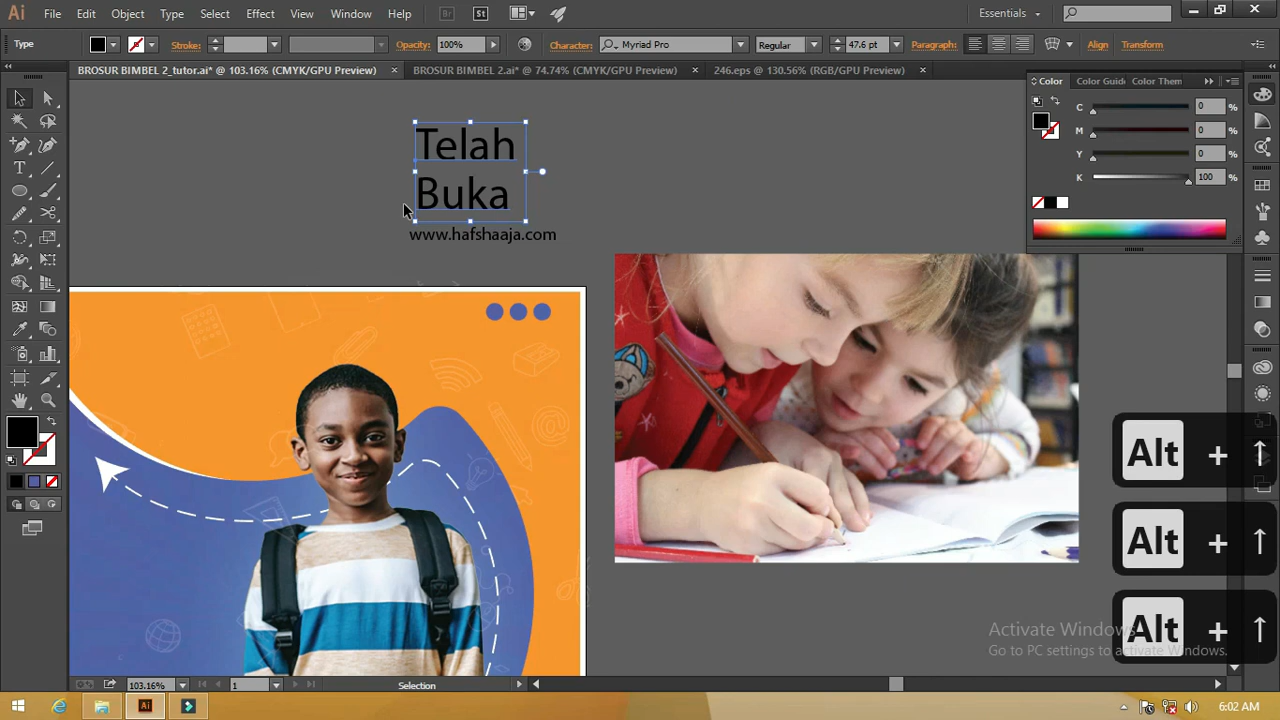 Ai File Edit Object Type Select Effect View Window Help Br St Essentials
Type Stroke: Opacity: 100% Character: Myriad Pro Regular 47.6 pt Paragraph: Align Transform
BROSUR BIMBEL 2_tutor.ai* @ 103.16% (CMYK/GPU Preview) × BROSUR BIMBEL 2.ai* @ 74.74% (CMYK/GPU Preview) × 246.eps @ 130.56% (RGB/GPU Preview) ×
Color Color Guide Color Them
C 0 %
M 0 %
Y 0 %
K 100 %
Telah
Buka
www.hafshaaja.com
Alt + ↑
Alt + ↑
Alt + ↑
Activate Windows
Go to PC settings to activate Windows.
103.16% 1 Selection
Ai 6:02 AM